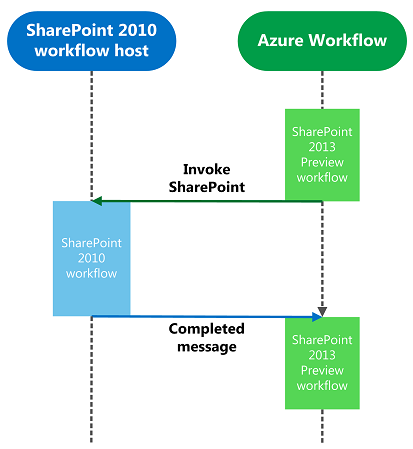 SharePoint 2010
workflow host
Azure Workflow
SharePoint
2013
Preview
workflow
Invoke
SharePoint
SharePoint
2010
workflow
Completed
message
SharePoint
2013
Preview
workflow